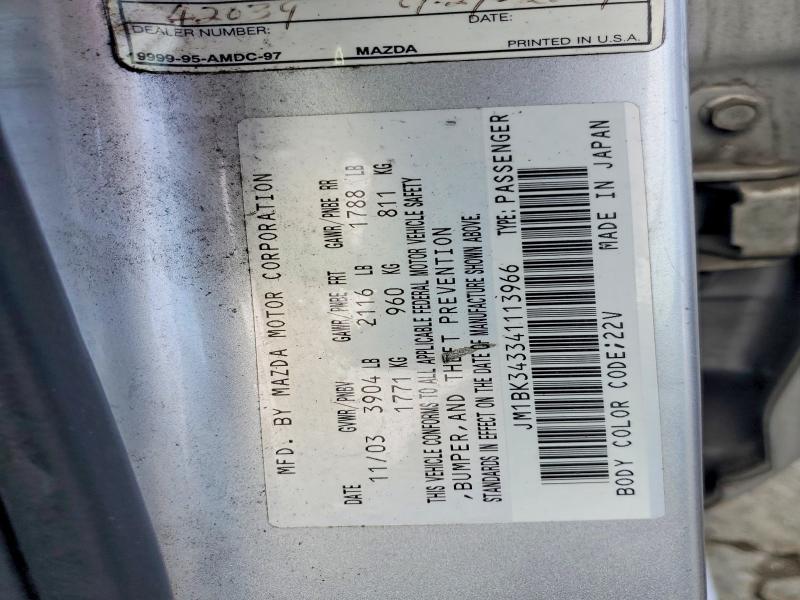 42039
DEALER NUMBER:
DATE:
19999-95-AMDC-97
MAZDA
PRINTED IN U.S.A.
MFD. BY MAZDA MOTOR CORPORATION
DATE GVWR/PNBV GAWR/PNBE FRT GAWR/PNBE RR
11/03 3904 LB 2116 LB 1788 LB
1771 KG 960 KG 811 KG
THIS VEHICLE CONFORMS TO ALL APPLICABLE FEDERAL MOTOR VEHICLE SAFETY
,BUMPER,AND THEFT PREVENTION
STANDARDS IN EFFECT ON THE DATE OF MANUFACTURE SHOWN ABOVE.
JM1BK343341113966 TYPE: PASSENGER
BODY COLOR CODE;22V MADE IN JAPAN